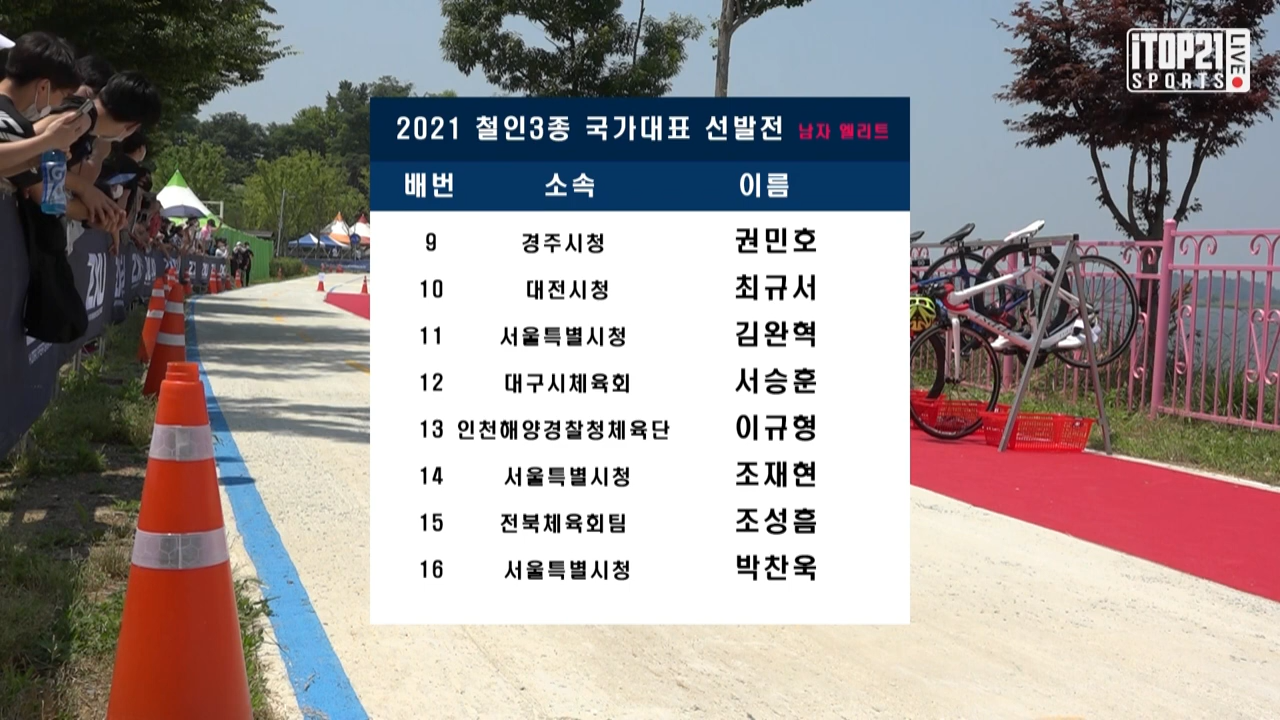 iTOP21
SPORTS
LIVE
2021 철인3종 국가대표 선발전 남자 엘리트
배번 소속 이름
9 경주시청 권민호
10 대전시청 최규서
11 서울특별시청 김완혁
12 대구시체육회 서승훈
13 인천해양경찰청체육단 이규형
14 서울특별시청 조재현
15 전북체육회팀 조성흠
16 서울특별시청 박찬욱